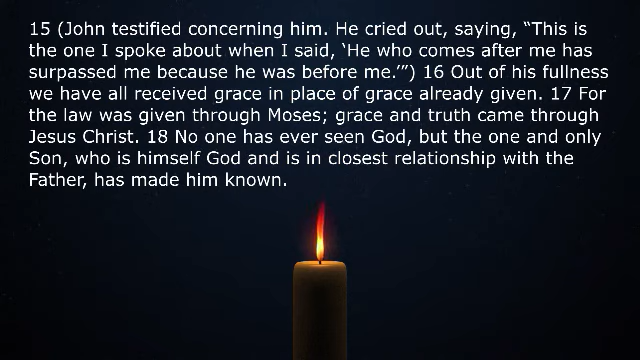 15 (John testified concerning him. He cried out, saying, “This is
the one I spoke about when I said, ‘He who comes after me has
surpassed me because he was before me.’”) 16 Out of his fullness
we have all received grace in place of grace already given. 17 For
the law was given through Moses; grace and truth came through
Jesus Christ. 18 No one has ever seen God, but the one and only
Son, who is himself God and is in closest relationship with the
Father, has made him known.